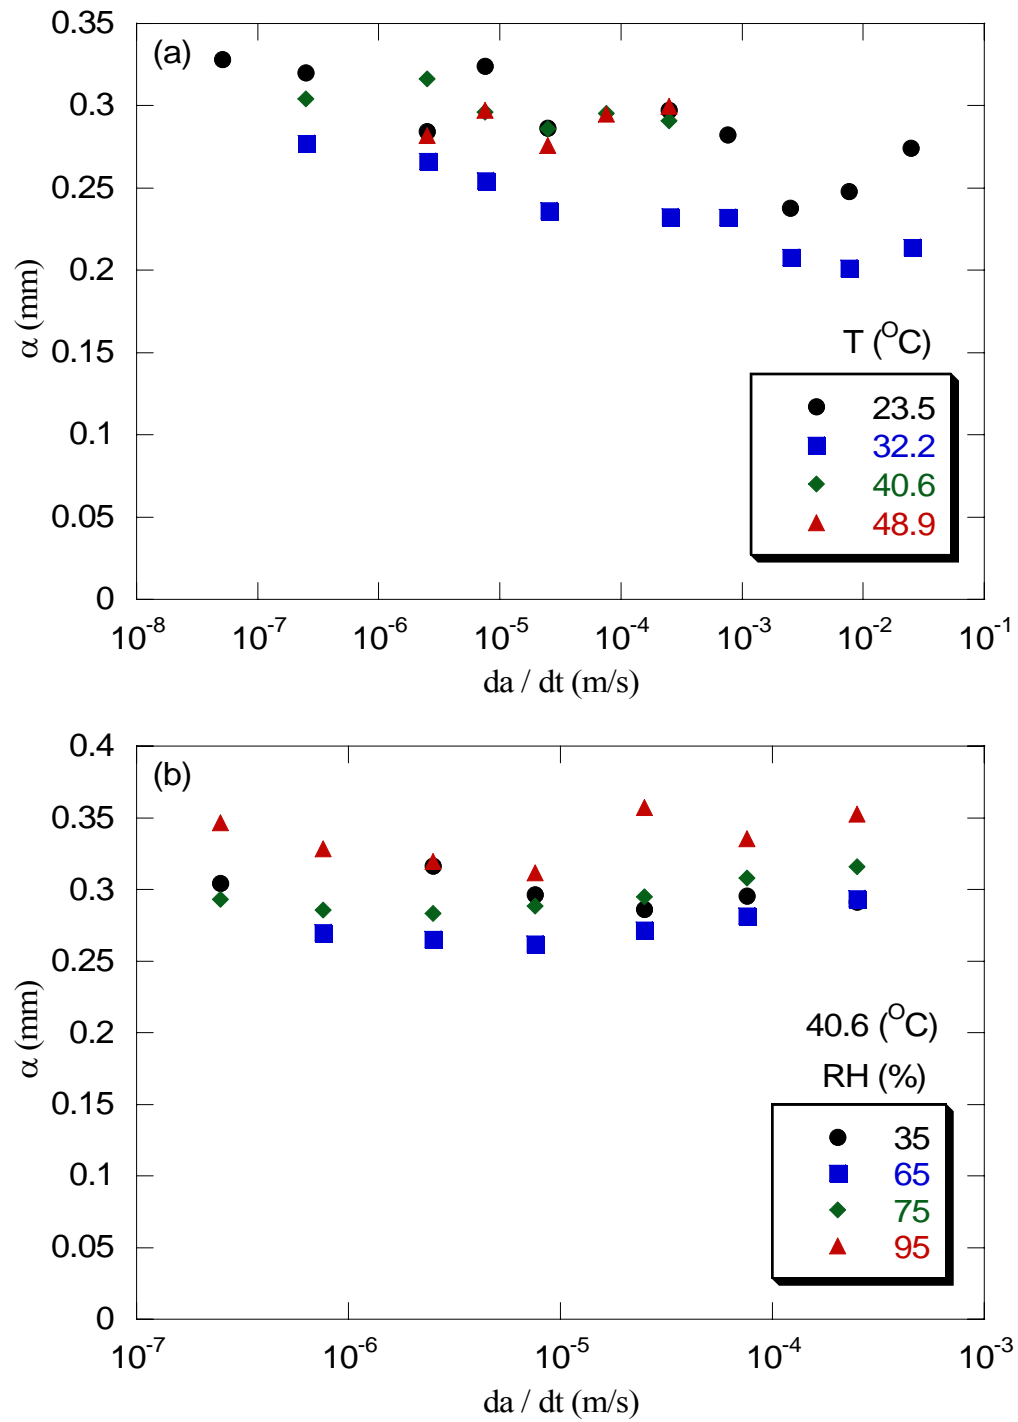 0.35
(a)
0.3
0.25
0.2
α (mm)
0.15
0.1
0.05
0
T (ᴼC)
23.5
32.2
40.6
48.9
10⁻⁸ 10⁻⁷ 10⁻⁶ 10⁻⁵ 10⁻⁴ 10⁻³ 10⁻² 10⁻¹
da / dt (m/s)
0.4
(b)
0.35
0.3
0.25
0.2
α (mm)
0.15
0.1
0.05
0
40.6 (ᴼC)
RH (%)
35
65
75
95
10⁻⁷ 10⁻⁶ 10⁻⁵ 10⁻⁴ 10⁻³
da / dt (m/s)